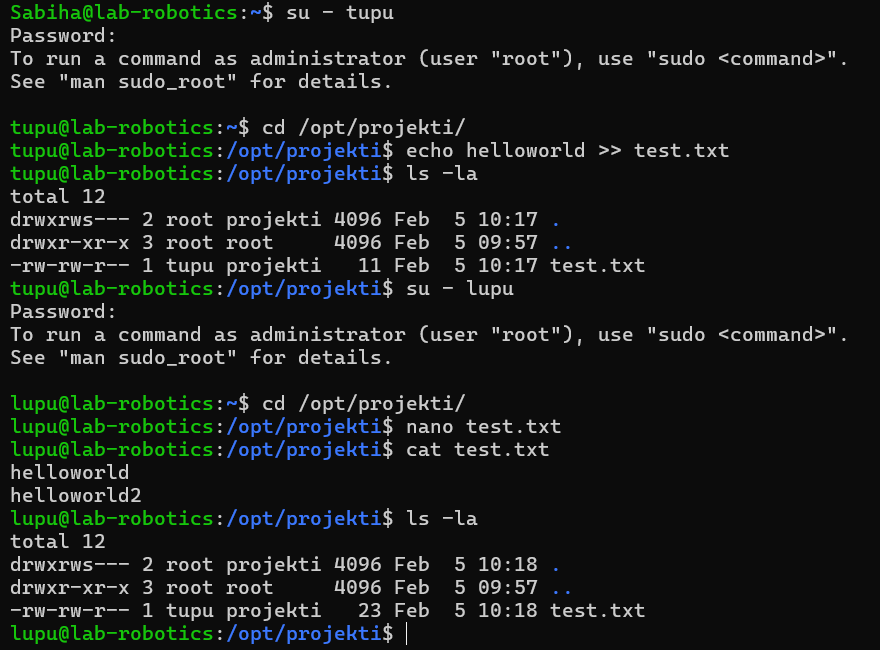 Sabiha@lab-robotics:~$ su - tupu
Password:
To run a command as administrator (user "root"), use "sudo <command>".
See "man sudo_root" for details.

tupu@lab-robotics:~$ cd /opt/projekti/
tupu@lab-robotics:/opt/projekti$ echo helloworld >> test.txt
tupu@lab-robotics:/opt/projekti$ ls -la
total 12
drwxrws--- 2 root projekti 4096 Feb  5 10:17 .
drwxr-xr-x 3 root root     4096 Feb  5 09:57 ..
-rw-rw-r-- 1 tupu projekti   11 Feb  5 10:17 test.txt
tupu@lab-robotics:/opt/projekti$ su - lupu
Password:
To run a command as administrator (user "root"), use "sudo <command>".
See "man sudo_root" for details.

lupu@lab-robotics:~$ cd /opt/projekti/
lupu@lab-robotics:/opt/projekti$ nano test.txt
lupu@lab-robotics:/opt/projekti$ cat test.txt
helloworld
helloworld2
lupu@lab-robotics:/opt/projekti$ ls -la
total 12
drwxrws--- 2 root projekti 4096 Feb  5 10:18 .
drwxr-xr-x 3 root root     4096 Feb  5 09:57 ..
-rw-rw-r-- 1 tupu projekti   23 Feb  5 10:18 test.txt
lupu@lab-robotics:/opt/projekti$